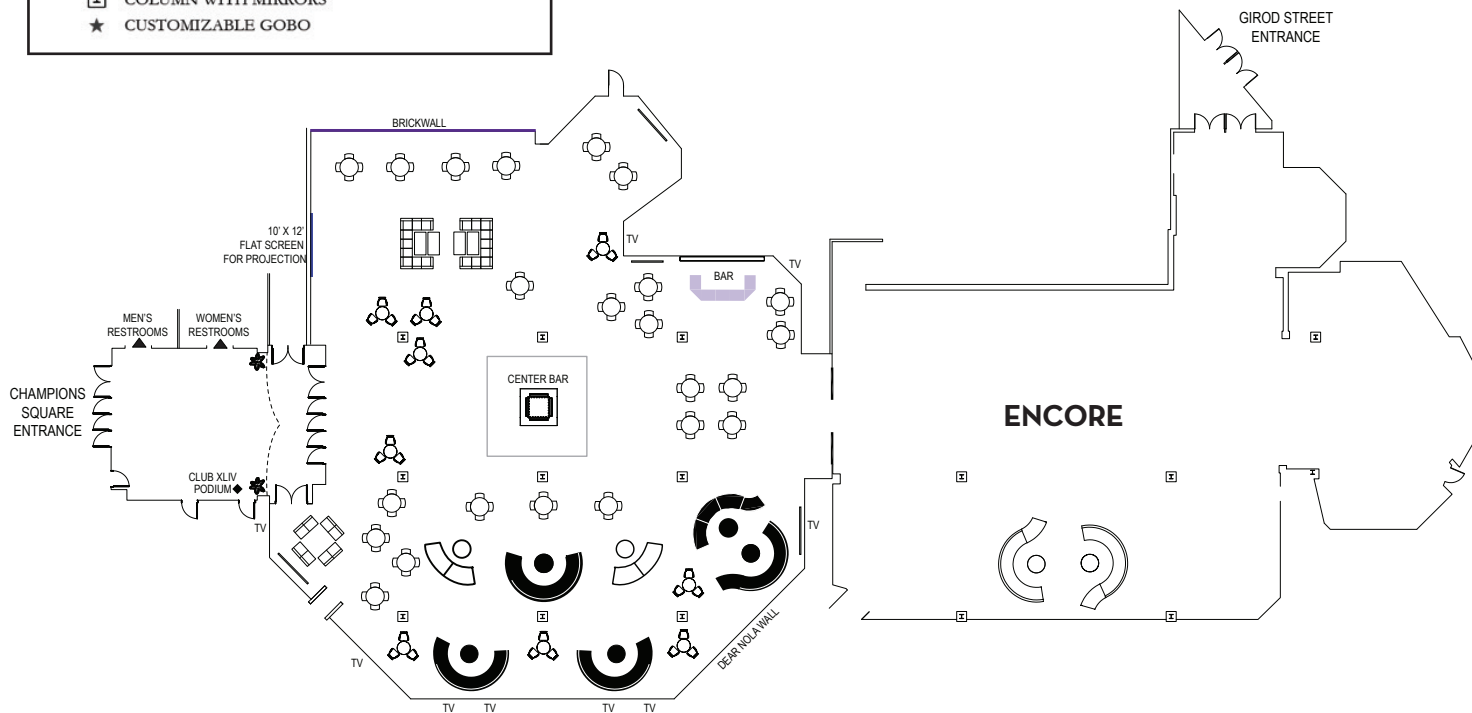 COLUMN WITH MIRRORS
★ CUSTOMIZABLE GOBO
GIROD STREET
ENTRANCE
BRICKWALL
10' X 12'
FLAT SCREEN
FOR PROJECTION
TV
BAR
TV
MEN'S
RESTROOMS
WOMEN'S
RESTROOMS
CHAMPIONS
SQUARE
ENTRANCE
CENTER BAR
ENCORE
CLUB XLIV
PODIUM
TV
TV
DEAR NOLA WALL
TV
TV
TV
TV
TV